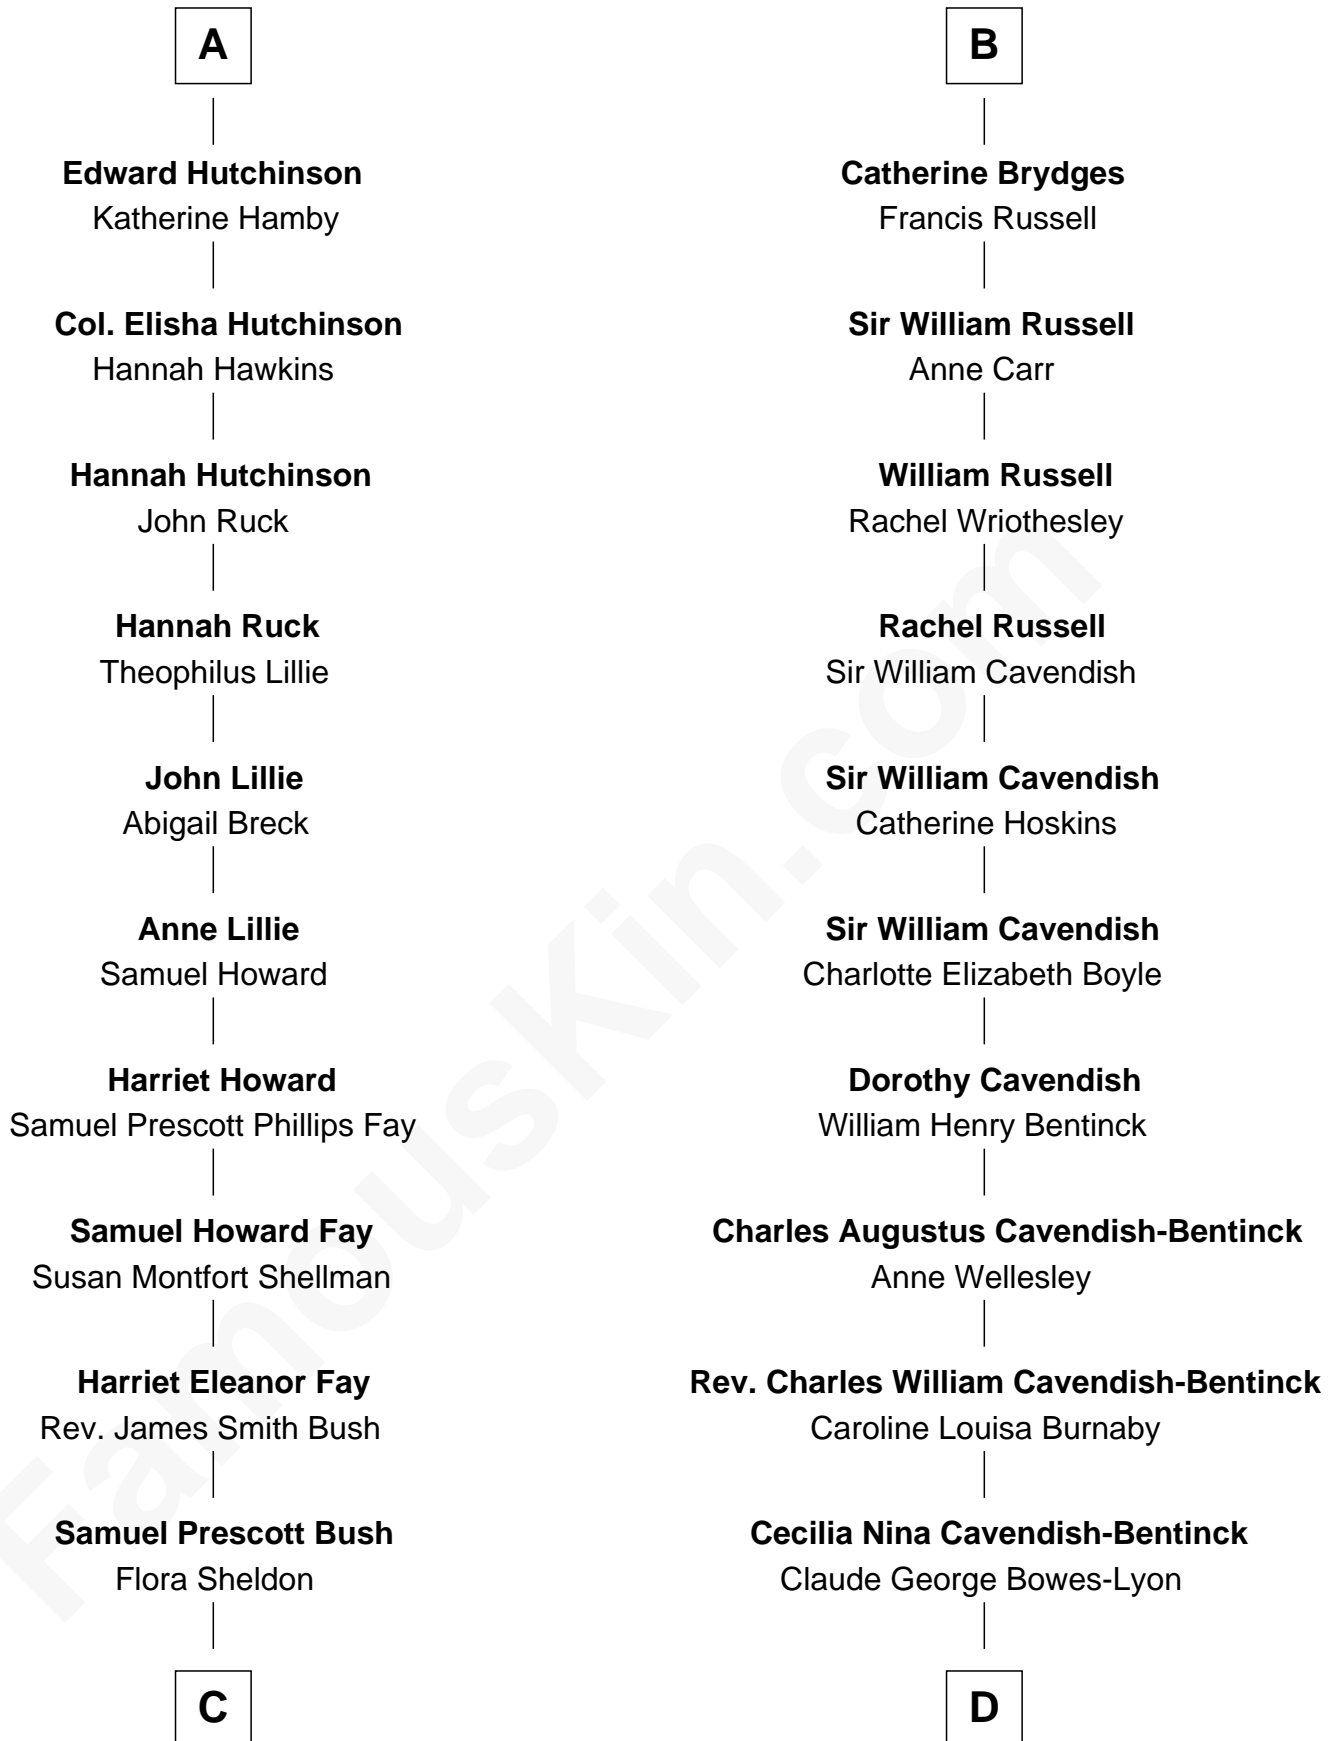 A
Edward Hutchinson
Katherine Hamby
Col. Elisha Hutchinson
Hannah Hawkins
Hannah Hutchinson
John Ruck
Hannah Ruck
Theophilus Lillie
John Lillie
Abigail Breck
Anne Lillie
Samuel Howard
Harriet Howard
Samuel Prescott Phillips Fay
Samuel Howard Fay
Susan Montfort Shellman
Harriet Eleanor Fay
Rev. James Smith Bush
Samuel Prescott Bush
Flora Sheldon
C
B
Catherine Brydges
Francis Russell
Sir William Russell
Anne Carr
William Russell
Rachel Wriothesley
Rachel Russell
Sir William Cavendish
Sir William Cavendish
Catherine Hoskins
Sir William Cavendish
Charlotte Elizabeth Boyle
Dorothy Cavendish
William Henry Bentinck
Charles Augustus Cavendish-Bentinck
Anne Wellesley
Rev. Charles William Cavendish-Bentinck
Caroline Louisa Burnaby
Cecilia Nina Cavendish-Bentinck
Claude George Bowes-Lyon
D
FamousKin.com